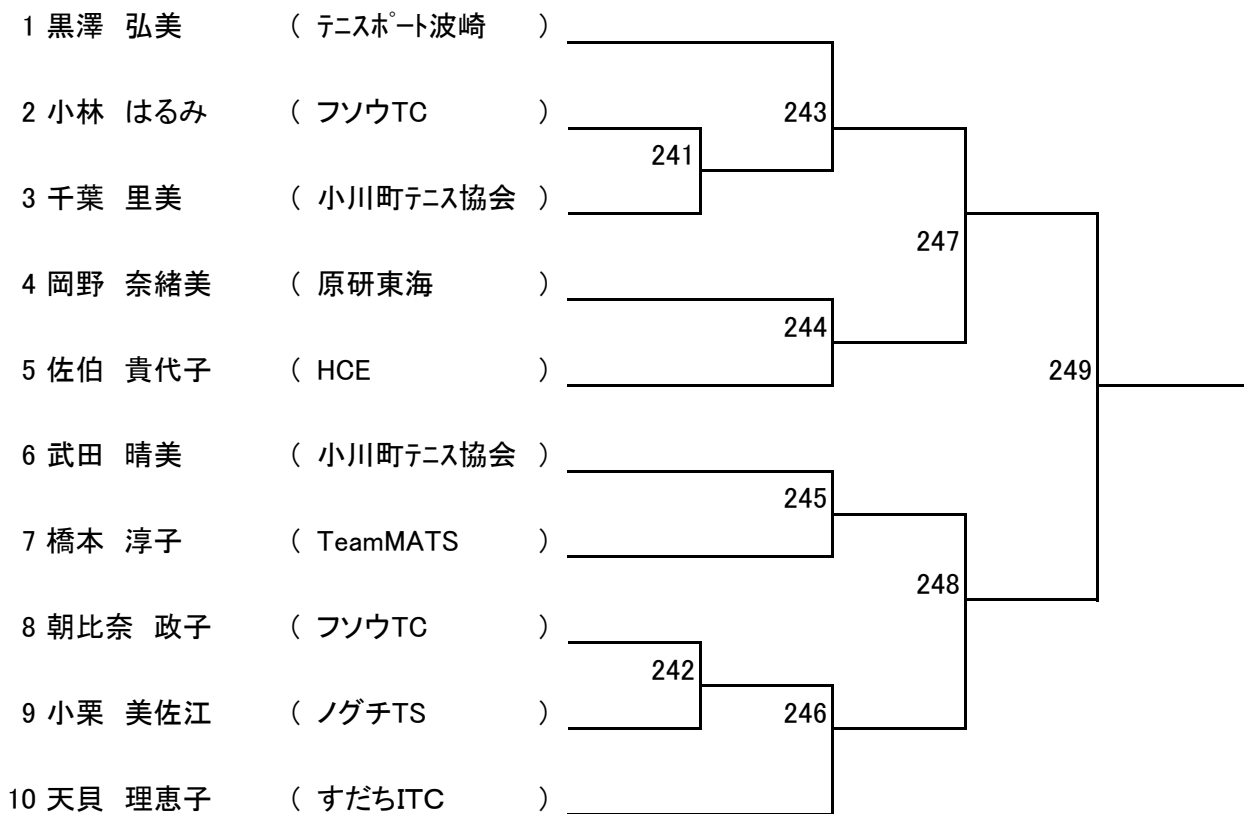 1 黒澤 弘美 ( テニスポート波崎 )
2 小林 はるみ ( フソウTC ) 243
241
3 千葉 里美 ( 小川町テニス協会 )
247
4 岡野 奈緒美 ( 原研東海 )
244
5 佐伯 貴代子 ( HCE ) 249
6 武田 晴美 ( 小川町テニス協会 )
245
7 橋本 淳子 ( TeamMATS )
248
8 朝比奈 政子 ( フソウTC )
242
9 小栗 美佐江 ( ノグチTS ) 246
10 天貝 理恵子 ( すだちITC )